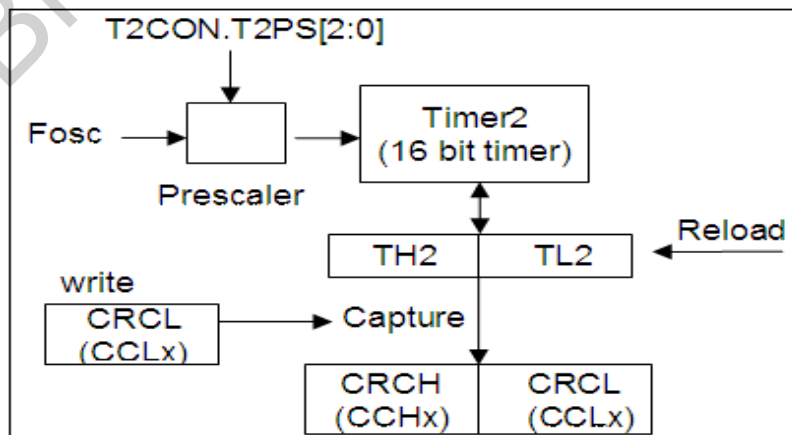 T2CON.T2PS[2:0]
Fosc
Prescaler
Timer2
(16 bit timer)
TH2
TL2
Reload
write
CRCL
(CCLx)
Capture
CRCH
(CCHx)
CRCL
(CCLx)